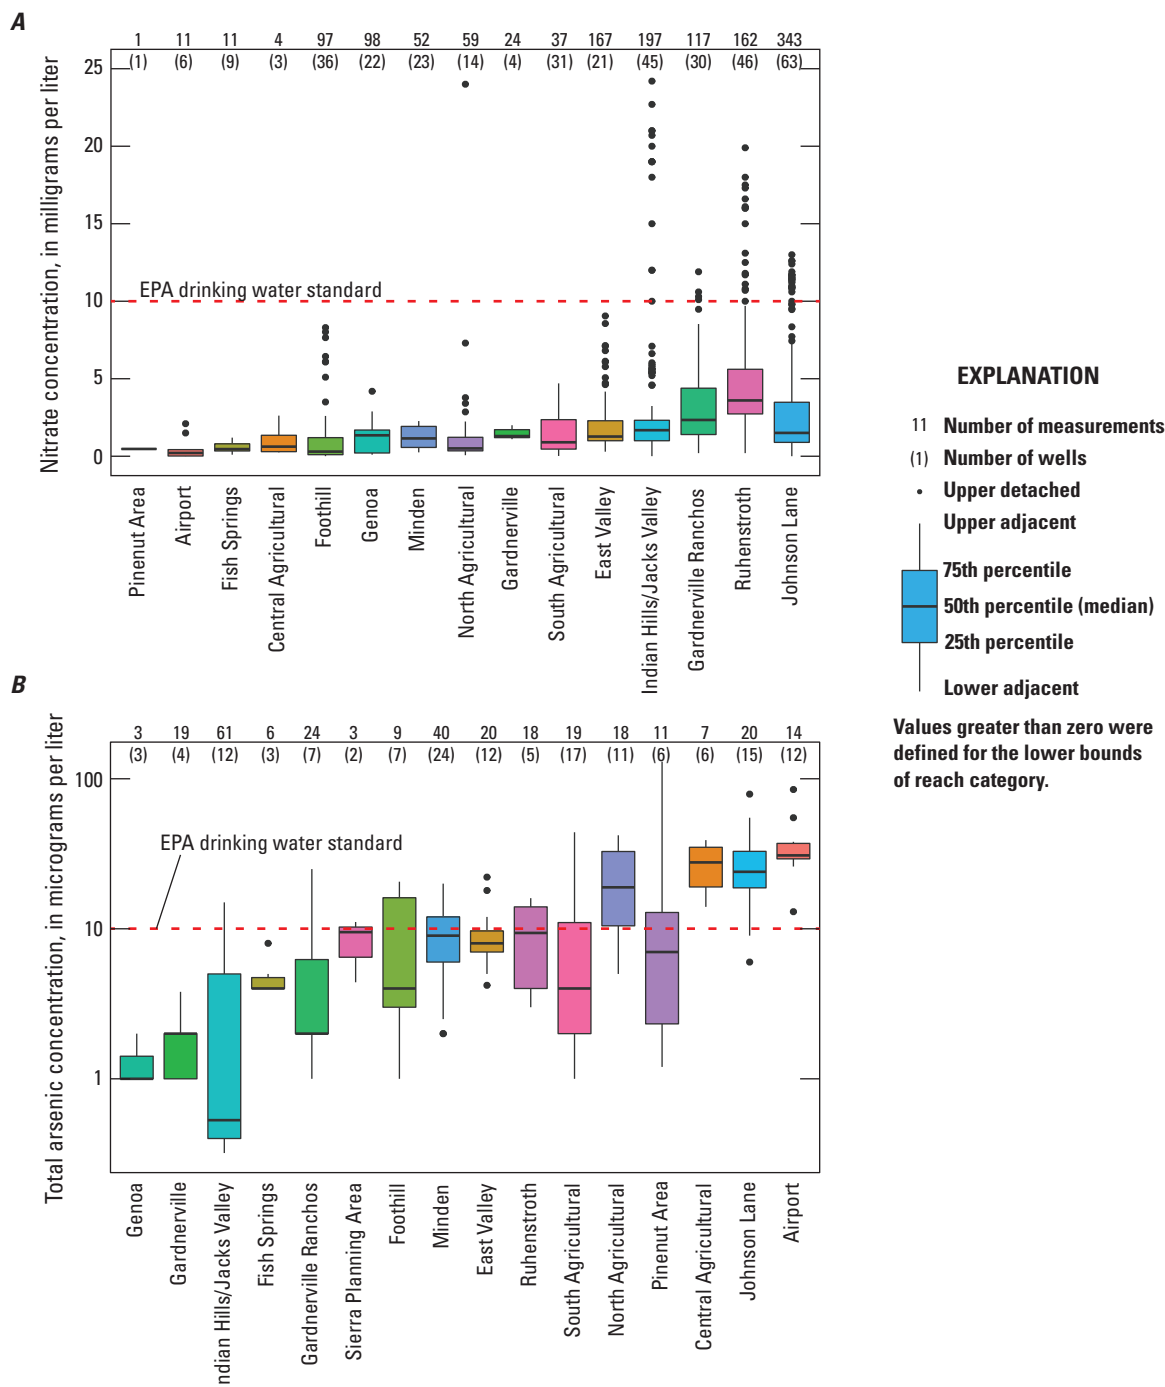 A
1 11 11 4 97 98 52 59 24 37 167 197 117 162 343
(1) (6) (9) (3) (36) (22) (23) (14) (4) (31) (21) (45) (30) (46) (63)
Nitrate concentration, in milligrams per liter
25
20
15
10
5
0
EPA drinking water standard
Pinenut Area
Airport
Fish Springs
Central Agricultural
Foothill
Genoa
Minden
North Agricultural
Gardnerville
South Agricultural
East Valley
Indian Hills/Jacks Valley
Gardnerville Ranchos
Ruhenstroth
Johnson Lane
EXPLANATION
11 Number of measurements
(1) Number of wells
Upper detached
Upper adjacent
75th percentile
50th percentile (median)
25th percentile
Lower adjacent
Values greater than zero were
defined for the lower bounds
of reach category.
B
3 19 61 6 24 3 9 40 20 18 19 18 11 7 20 14
(3) (4) (12) (3) (7) (2) (7) (24) (12) (5) (17) (11) (6) (6) (15) (12)
Total arsenic concentration, in micrograms per liter
100
10
1
EPA drinking water standard
Genoa
Gardnerville
ndian Hills/Jacks Valley
Fish Springs
Gardnerville Ranchos
Sierra Planning Area
Foothill
Minden
East Valley
Ruhenstroth
South Agricultural
North Agricultural
Pinenut Area
Central Agricultural
Johnson Lane
Airport